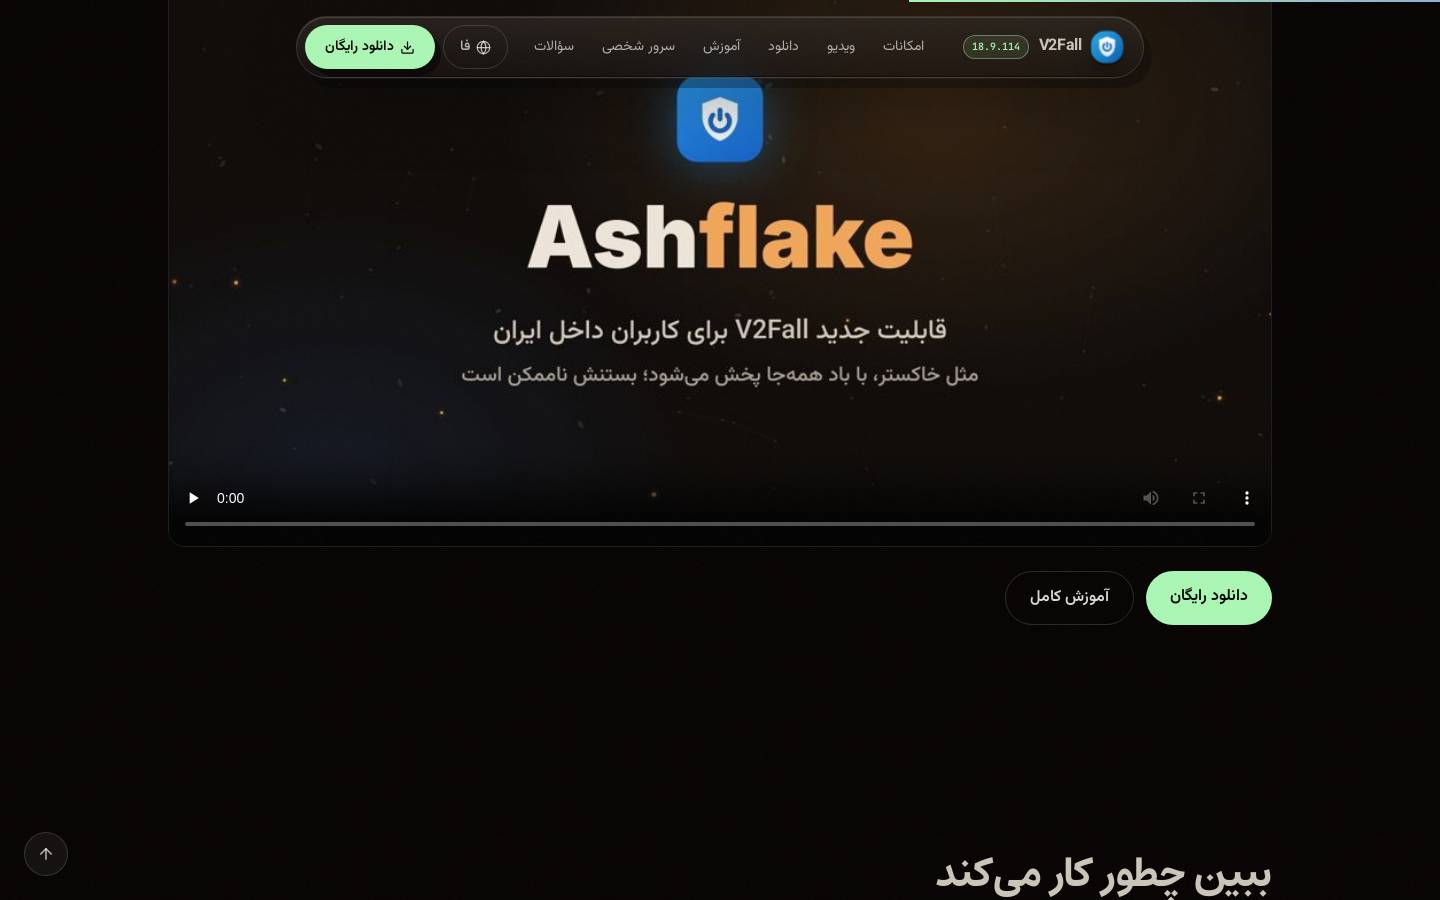 V2Fall
18.9.114
امکانات
ویدیو
دانلود
آموزش
سرور شخصی
سؤالات
فا
دانلود رایگان
Ashflake
قابلیت جدید V2Fall برای کاربران داخل ایران
مثل خاکستر، با باد همه‌جا پخش می‌شود؛ بستنش ناممکن است
0:00
دانلود رایگان
آموزش کامل
ببین چطور کار می‌کند